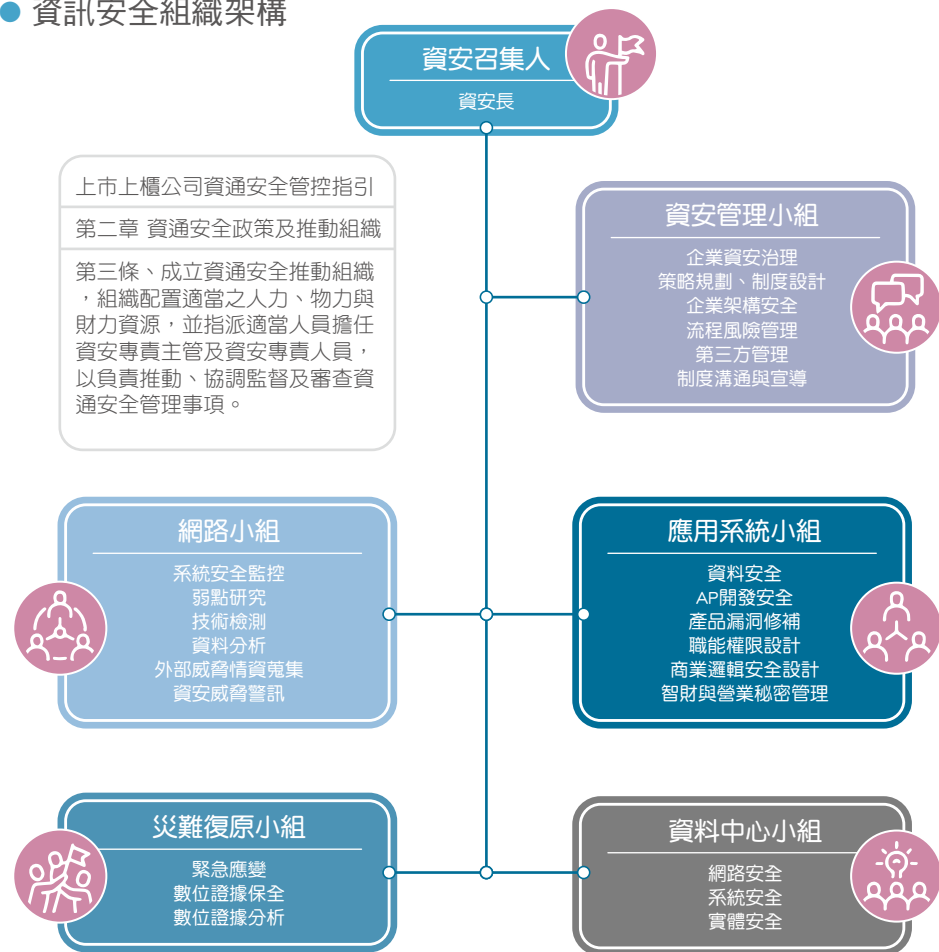 資訊安全組織架構
資安召集人
資安長
上市上櫃公司資通安全管控指引
第二章 資通安全政策及推動組織
第三條、成立資通安全推動組織
，組織配置適當之人力、物力與
財力資源，並指派適當人員擔任
資安專責主管及資安專責人員，
以負責推動、協調監督及審查資
通安全管理事項。
資安管理小組
企業資安治理
策略規劃、制度設計
企業架構安全
流程風險管理
第三方管理
制度溝通與宣導
網路小組
系統安全監控
弱點研究
技術檢測
資料分析
外部威脅情資蒐集
資安威脅警訊
應用系統小組
資料安全
AP開發安全
產品漏洞修補
職能權限設計
商業邏輯安全設計
智財與營業秘密管理
災難復原小組
緊急應變
數位證據保全
數位證據分析
資料中心小組
網路安全
系統安全
實體安全